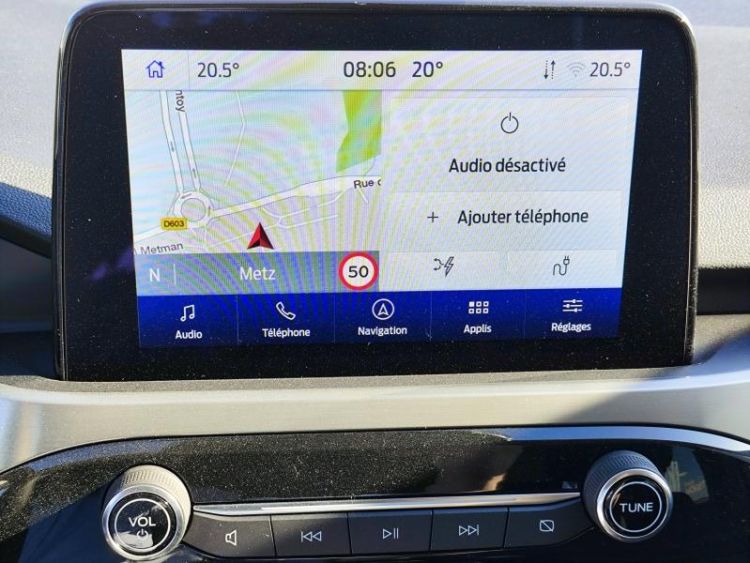 20.5° 08:06 20° 20.5°
ntoy
Audio désactivé
Rue
+ Ajouter téléphone
D603
Metman
N Metz 50
Audio Téléphone Navigation Applis Réglages
VOL TUNE